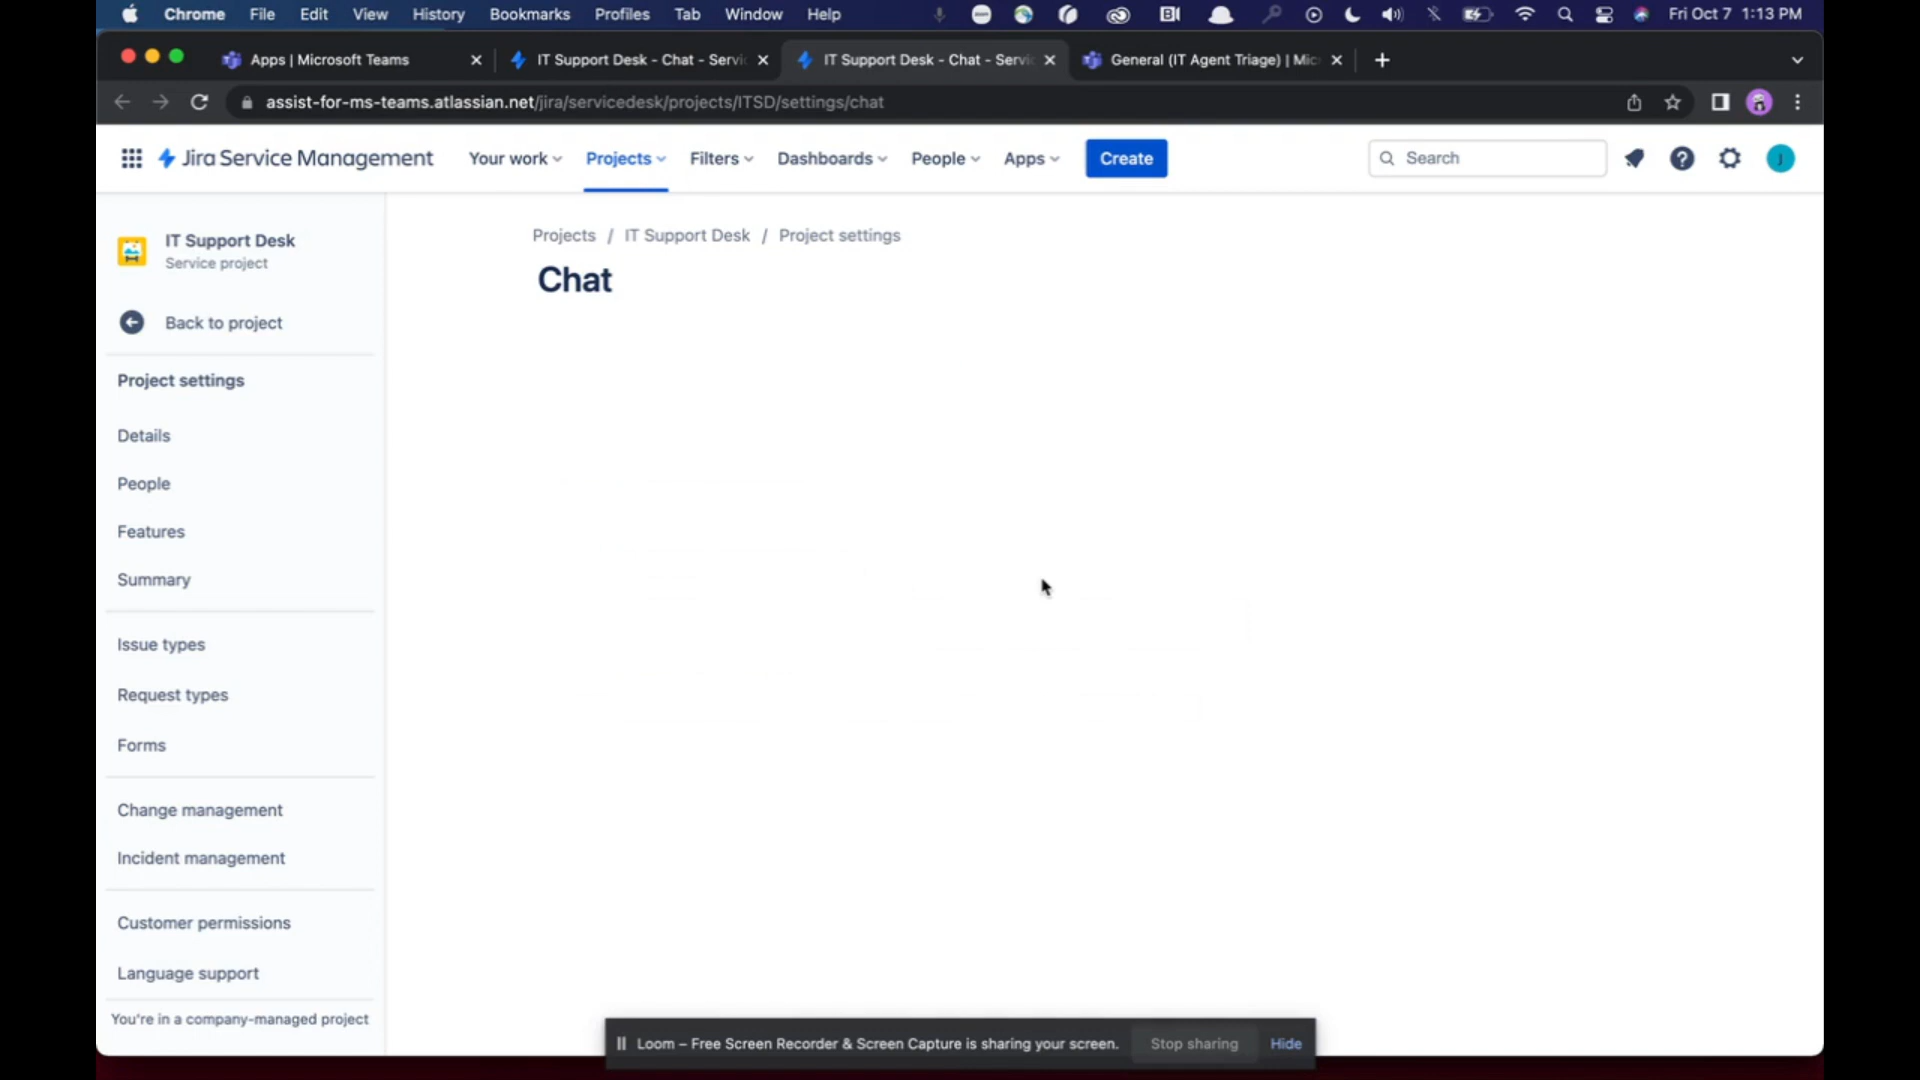 Chrome File Edit View History Bookmarks Profiles Tab Window Help Fri Oct 7 1:13 PM
Apps | Microsoft Teams IT Support Desk - Chat - Servi IT Support Desk - Chat - Servi General (IT Agent Triage) | Mic
assist-for-ms-teams.atlassian.net/jira/servicedesk/projects/ITSD/settings/chat
Jira Service Management Your work Projects Filters Dashboards People Apps Create Search J
IT Support Desk
Service project
Back to project
Project settings
Details
People
Features
Summary
Issue types
Request types
Forms
Change management
Incident management
Customer permissions
Language support
You're in a company-managed project
Projects / IT Support Desk / Project settings
Chat
Loom – Free Screen Recorder & Screen Capture is sharing your screen. Stop sharing Hide